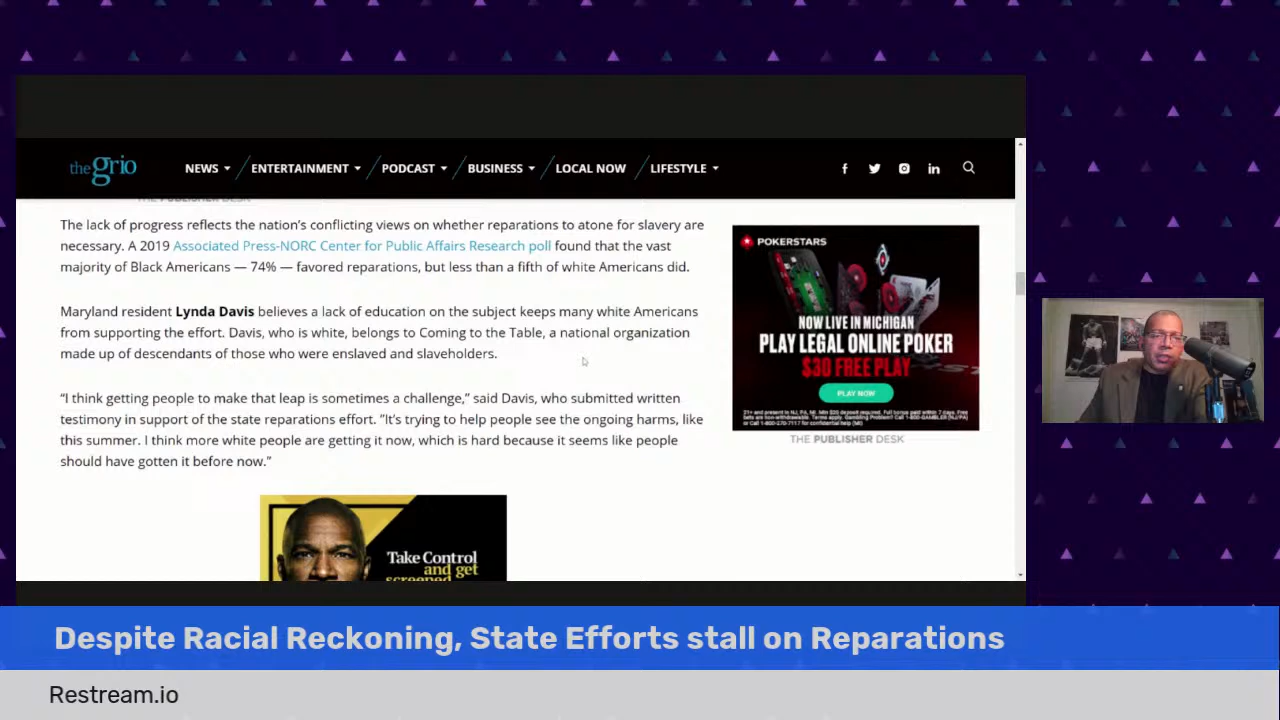 the grio
NEWS
ENTERTAINMENT
PODCAST
BUSINESS
LOCAL NOW
LIFESTYLE
THE PUBLISHER DESK
The lack of progress reflects the nation’s conflicting views on whether reparations to atone for slavery are
necessary. A 2019 Associated Press-NORC Center for Public Affairs Research poll found that the vast
majority of Black Americans — 74% — favored reparations, but less than a fifth of white Americans did.
Maryland resident Lynda Davis believes a lack of education on the subject keeps many white Americans
from supporting the effort. Davis, who is white, belongs to Coming to the Table, a national organization
made up of descendants of those who were enslaved and slaveholders.
“I think getting people to make that leap is sometimes a challenge,” said Davis, who submitted written
testimony in support of the state reparations effort. “It’s trying to help people see the ongoing harms, like
this summer. I think more white people are getting it now, which is hard because it seems like people
should have gotten it before now.”
POKERSTARS
NOW LIVE IN MICHIGAN
PLAY LEGAL ONLINE POKER
$30 FREE PLAY
PLAY NOW
THE PUBLISHER DESK
Take Control
and get
screened
Despite Racial Reckoning, State Efforts stall on Reparations
Restream.io